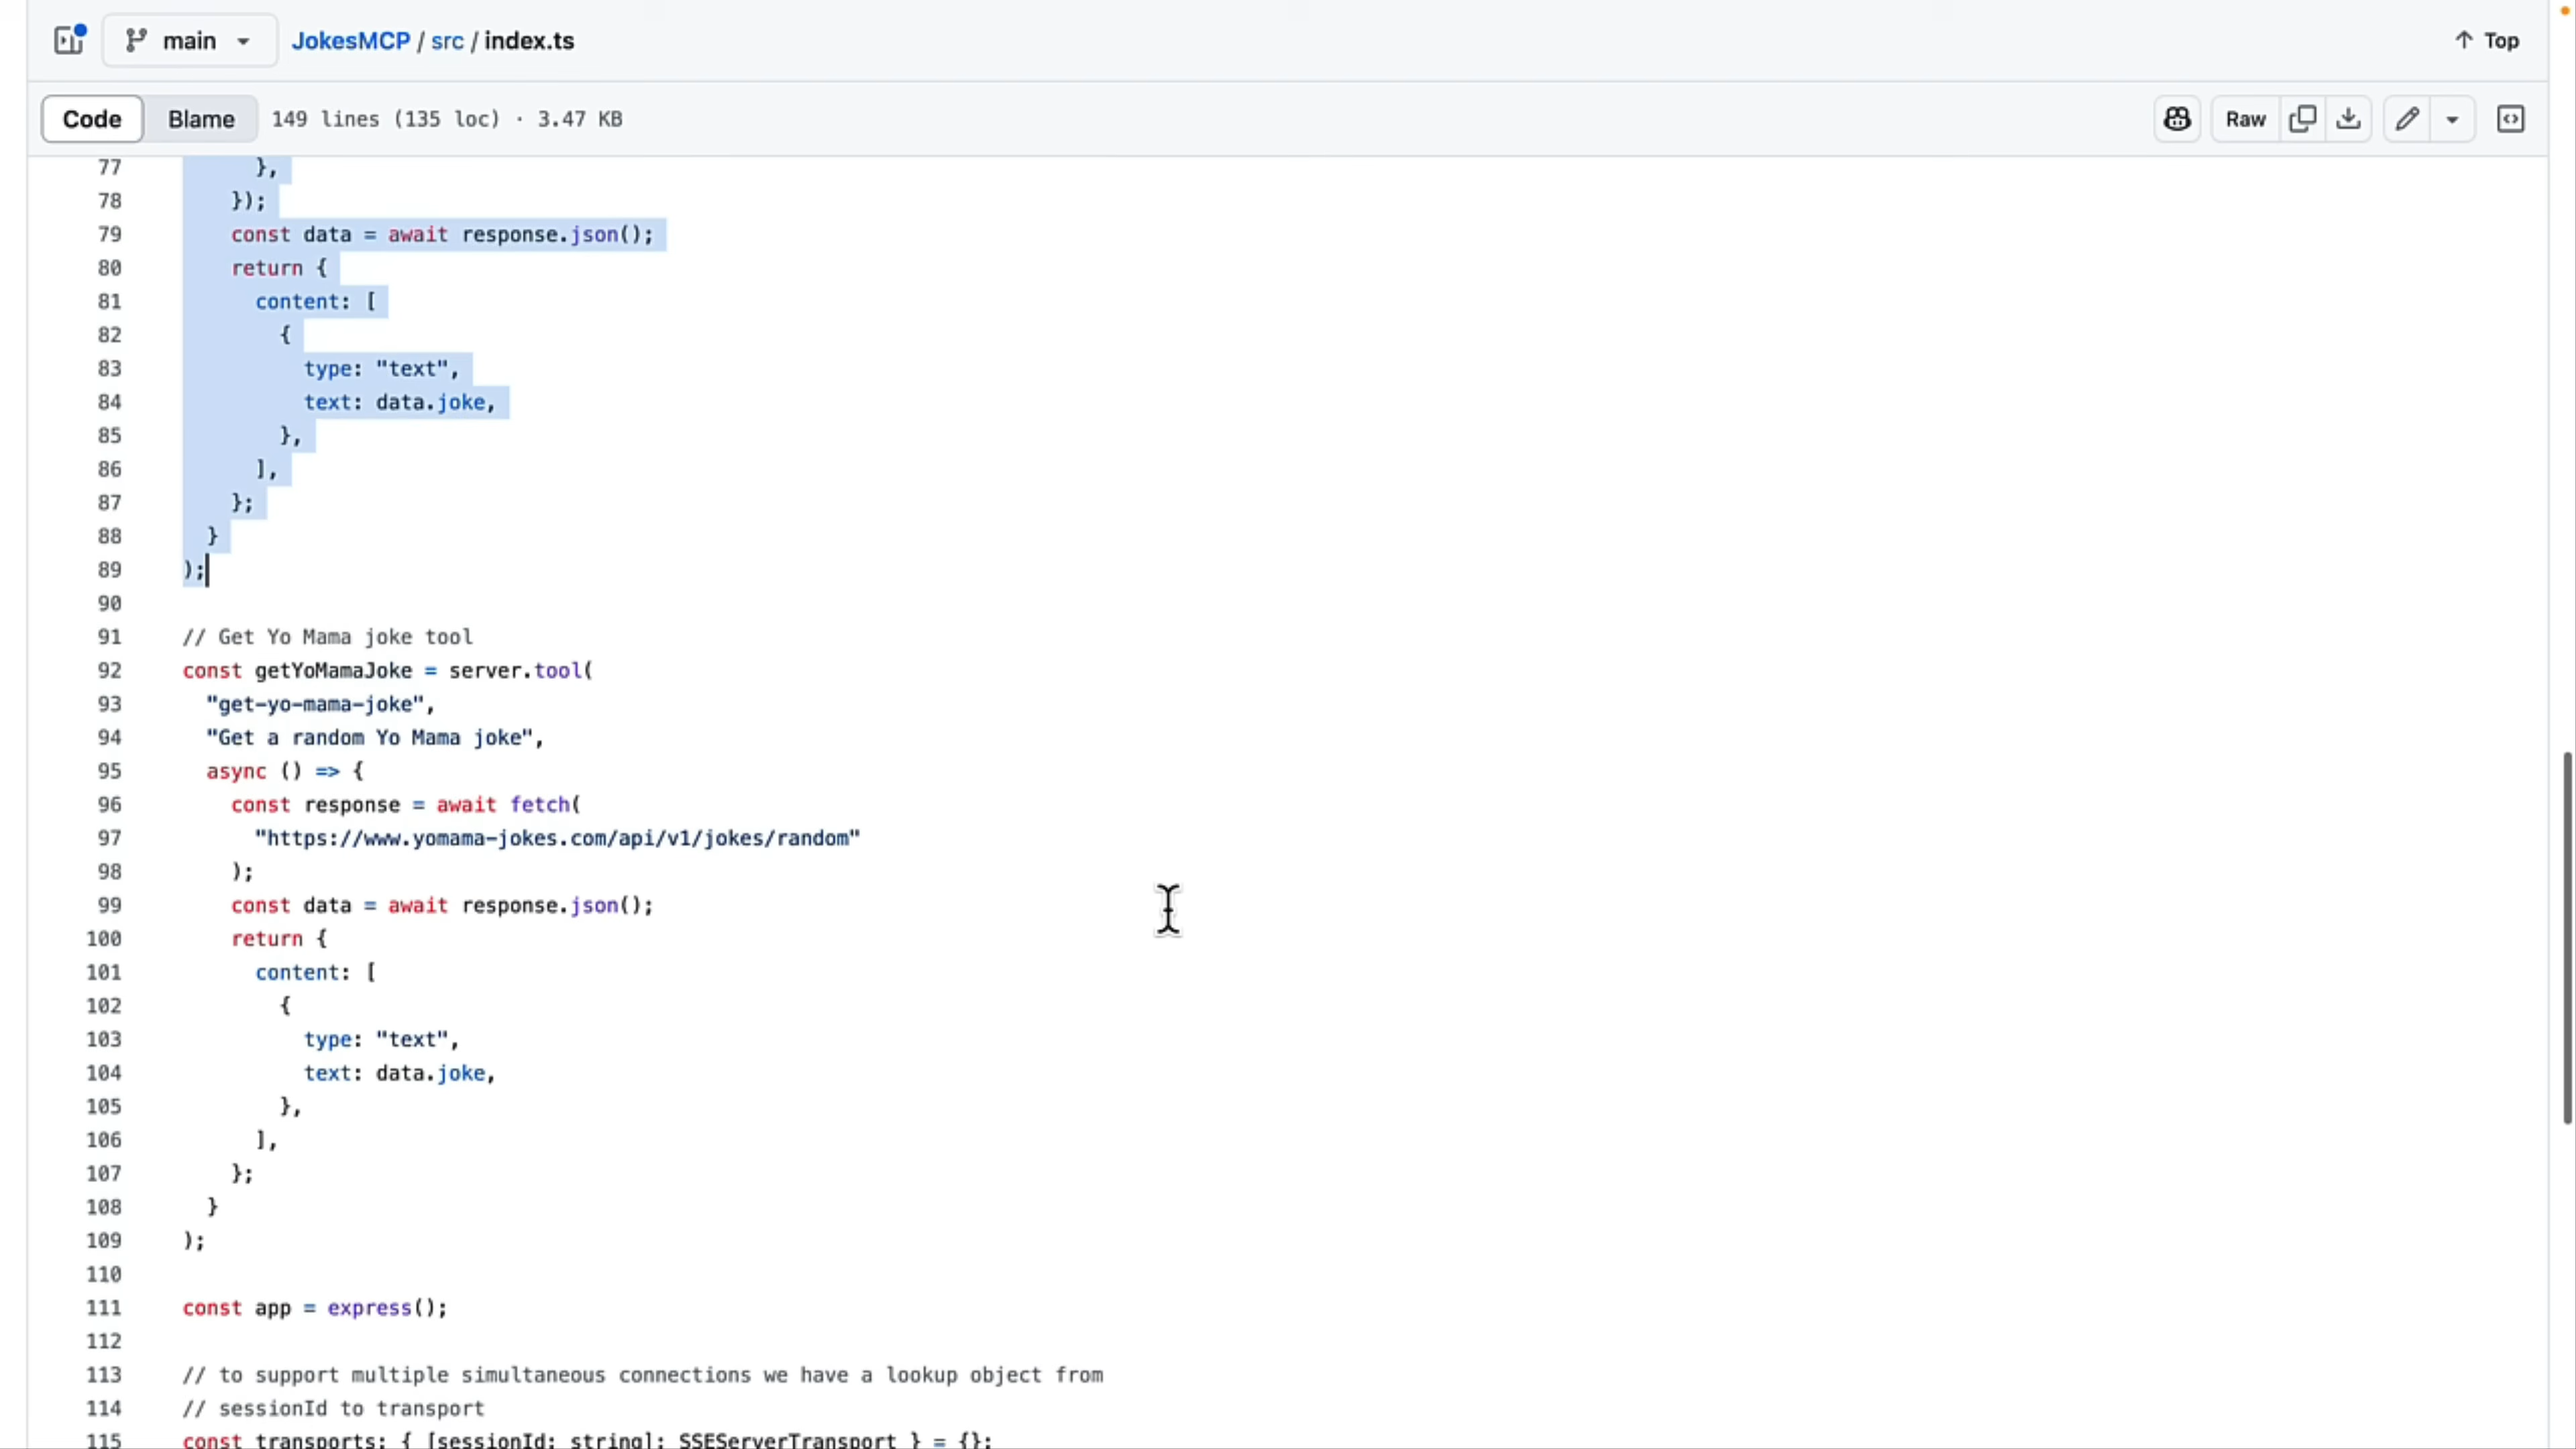 main
JokesMCP / src / index.ts
Top
Code Blame 149 lines (135 loc) · 3.47 KB Raw
77 },
78 });
79 const data = await response.json();
80 return {
81 content: [
82 {
83 type: "text",
84 text: data.joke,
85 },
86 ],
87 };
88 }
89 );
90
91 // Get Yo Mama joke tool
92 const getYoMamaJoke = server.tool(
93 "get-yo-mama-joke",
94 "Get a random Yo Mama joke",
95 async () => {
96 const response = await fetch(
97 "https://www.yomama-jokes.com/api/v1/jokes/random"
98 );
99 const data = await response.json();
100 return {
101 content: [
102 {
103 type: "text",
104 text: data.joke,
105 },
106 ],
107 };
108 }
109 );
110
111 const app = express();
112
113 // to support multiple simultaneous connections we have a lookup object from
114 // sessionId to transport
115 const transports: { [sessionId: string]: SSEServerTransport } = {};